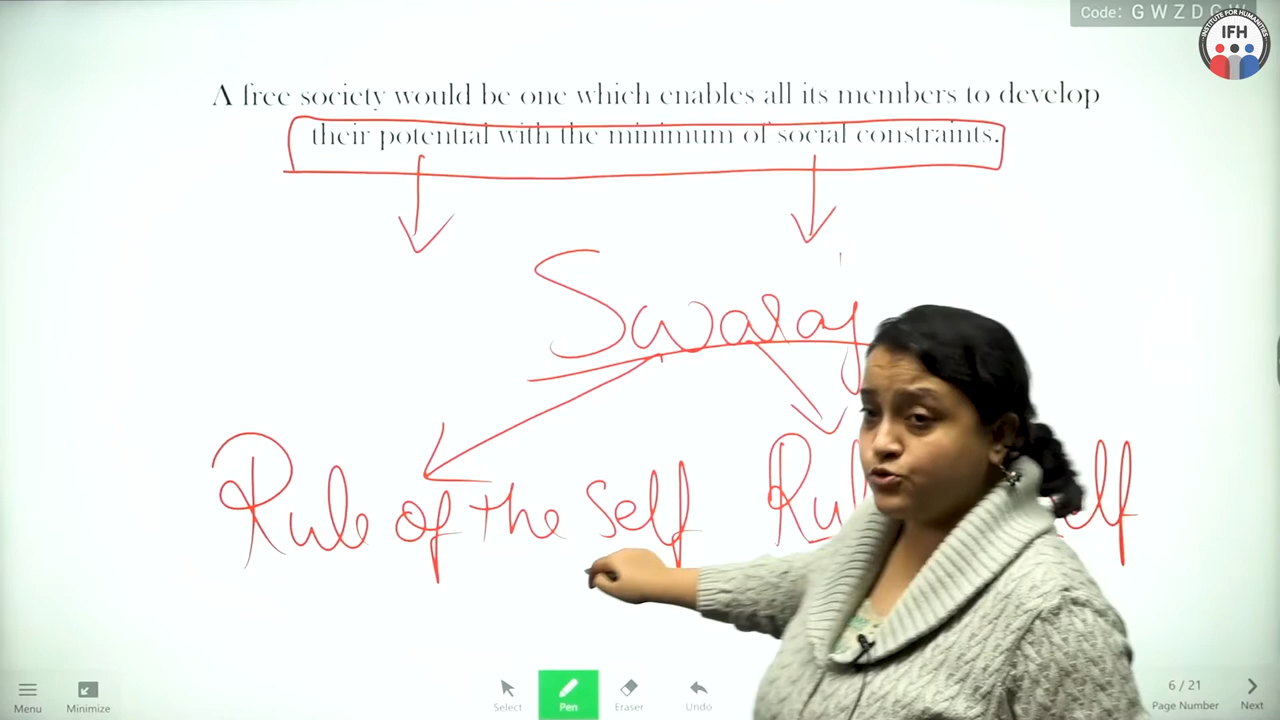 Code: G W Z D G W
INSTITUTE FOR HUMANITIES
IFH
A free society would be one which enables all its members to develop
their potential with the minimum of social constraints.
Swaraj
Rule of the Self
Menu
Minimize
Select
Pen
Eraser
Undo
6 / 21
Page Number
Next